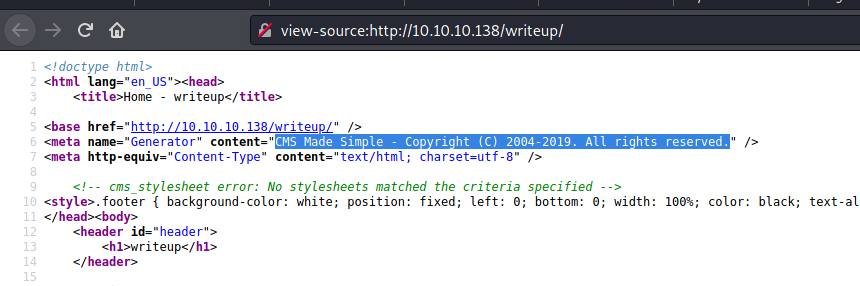 view-source:http://10.10.10.138/writeup/
1 <!doctype html>
2 <html lang="en_US"><head>
3 <title>Home - writeup</title>
4
5 <base href="http://10.10.10.138/writeup/" />
6 <meta name="Generator" content="CMS Made Simple - Copyright (C) 2004-2019. All rights reserved." />
7 <meta http-equiv="Content-Type" content="text/html; charset=utf-8" />
8
9 <!-- cms_stylesheet error: No stylesheets matched the criteria specified -->
10 <style>.footer { background-color: white; position: fixed; left: 0; bottom: 0; width: 100%; color: black; text-al
11 </head><body>
12 <header id="header">
13 <h1>writeup</h1>
14 </header>
15